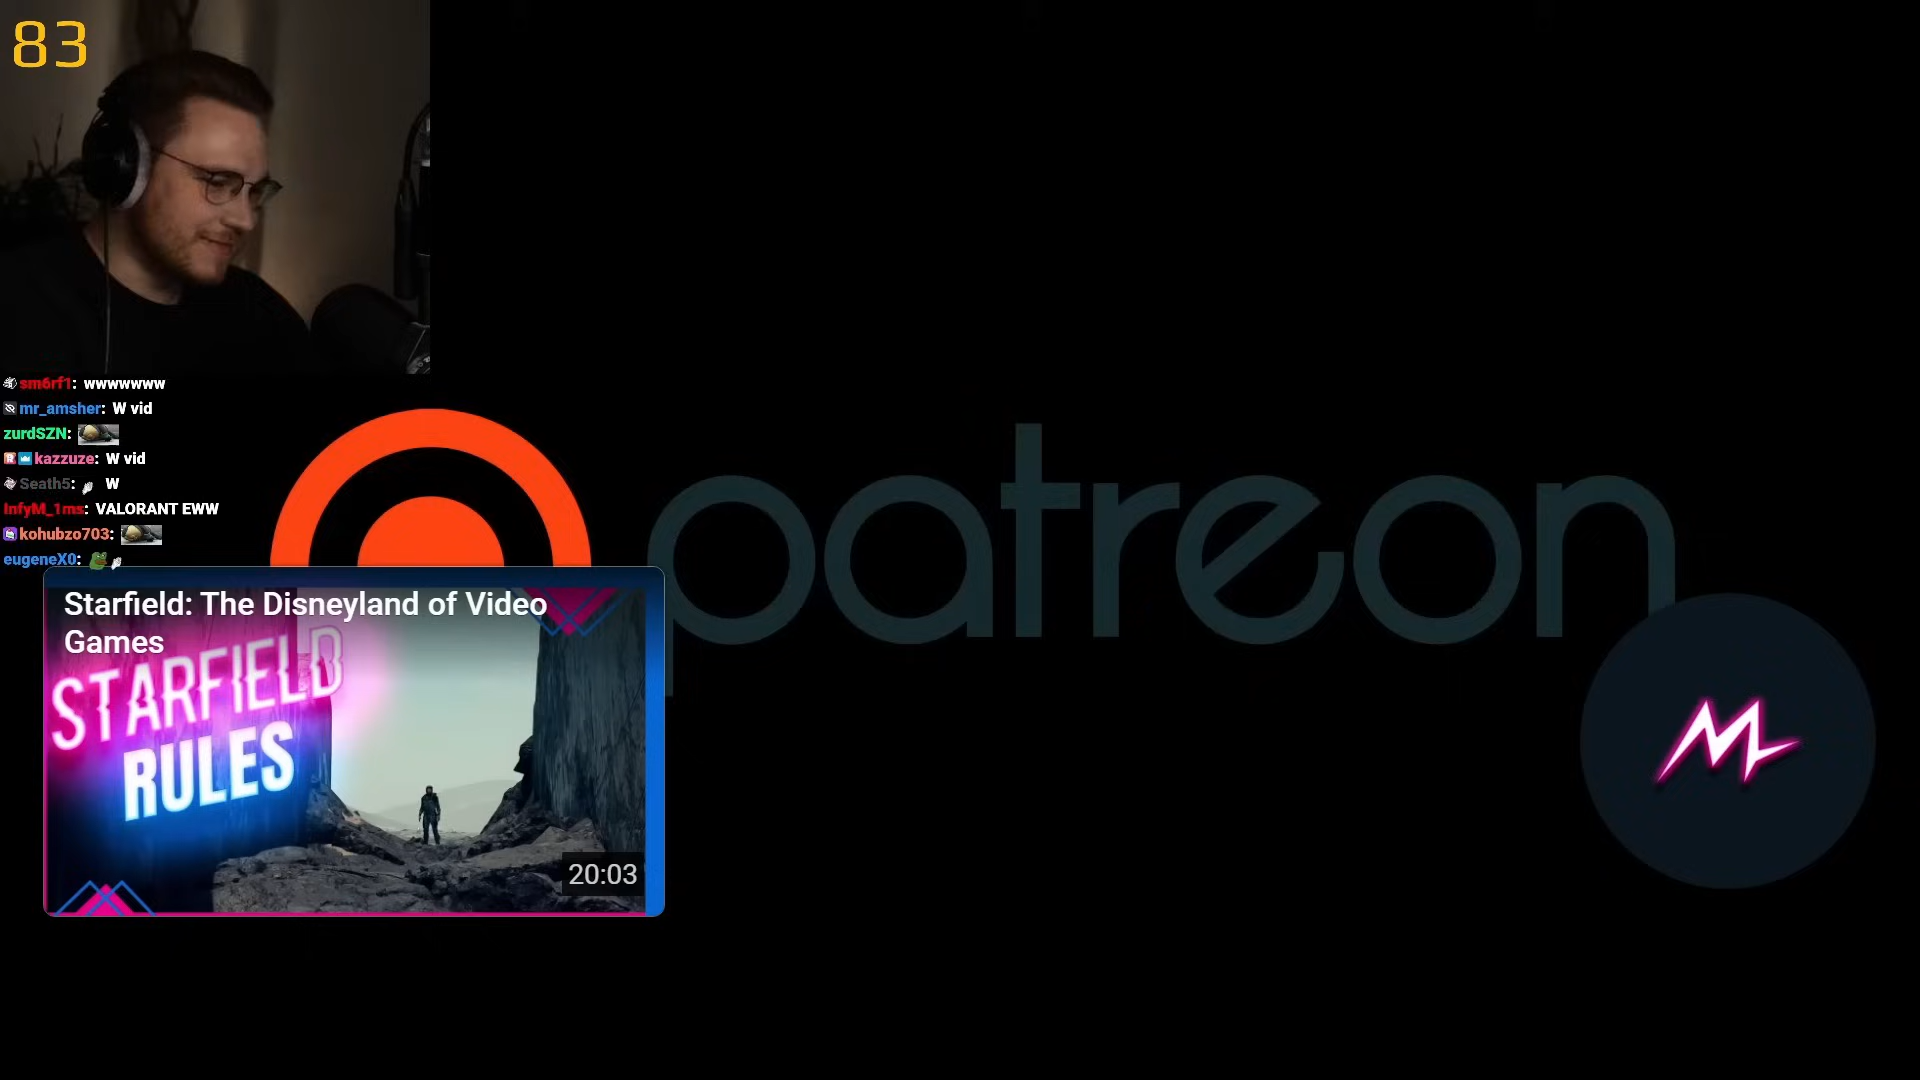 83
sm6rf1: wwwwwww
mr_amsher: W vid
zurdSZN:
kazzuze: W vid
Seath5: W
InfyM_1ms: VALORANT EWW
kohubzo703:
eugeneX0:
patreon
Starfield: The Disneyland of Video
Games
STARFIELD
RULES
20:03